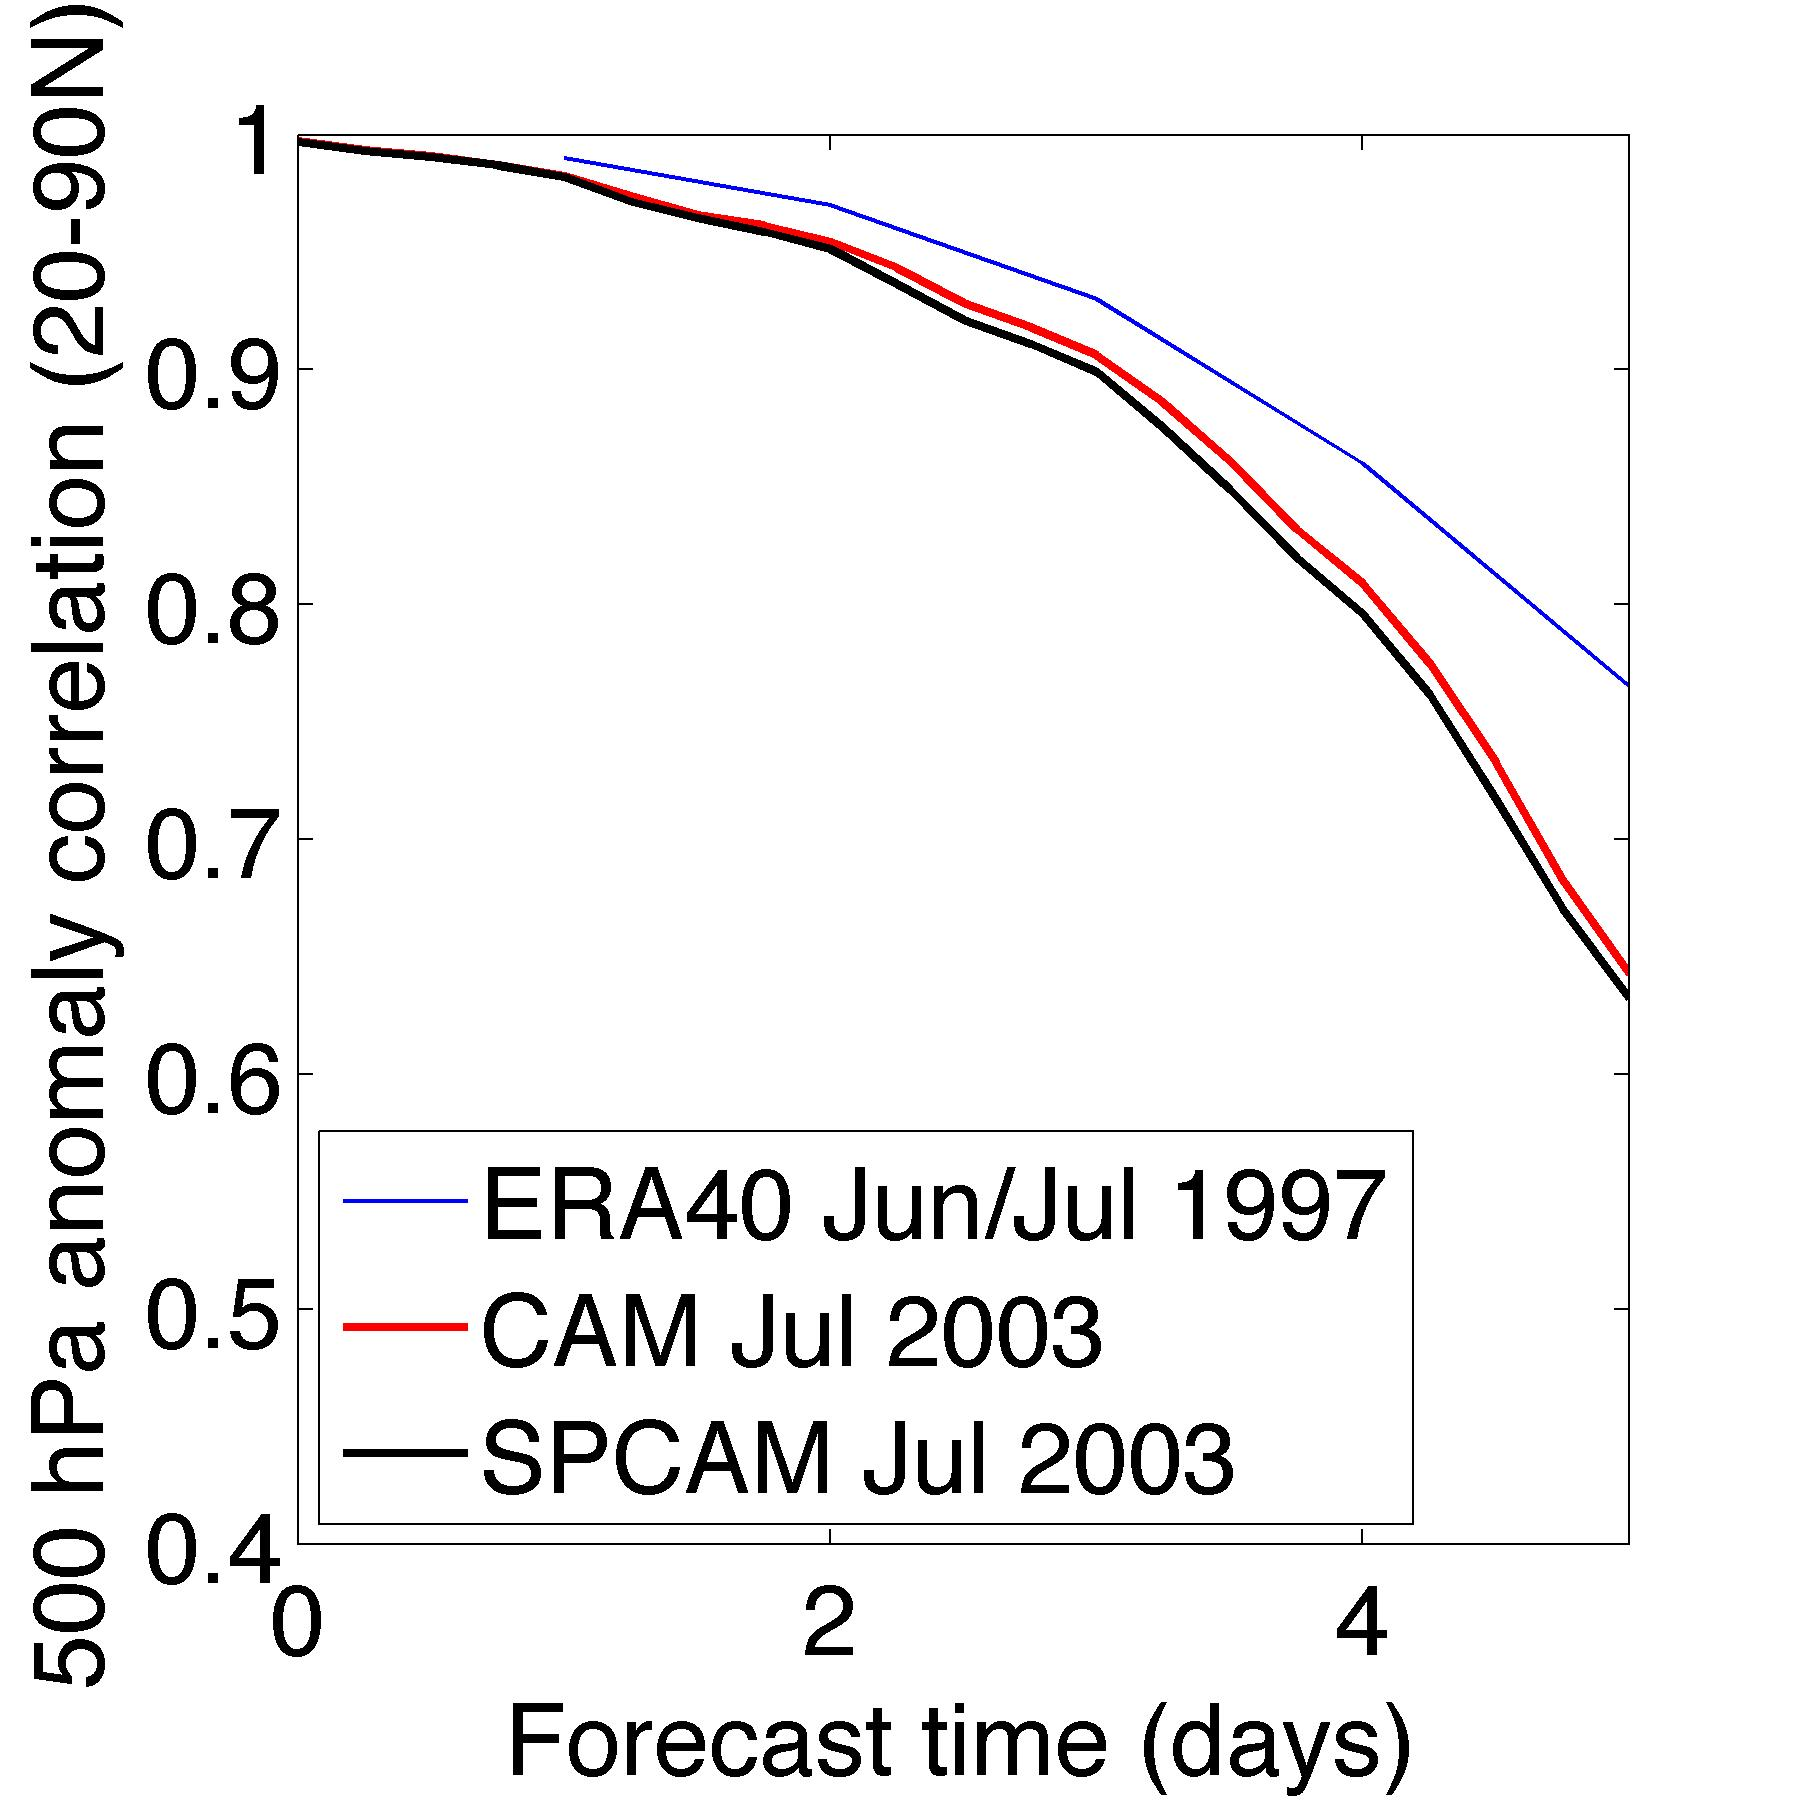 500 hPa anomaly correlation (20-90N)
1
0.9
0.8
0.7
0.6
0.5
0.4
ERA40 Jun/Jul 1997
CAM Jul 2003
SPCAM Jul 2003
0 2 4
Forecast time (days)